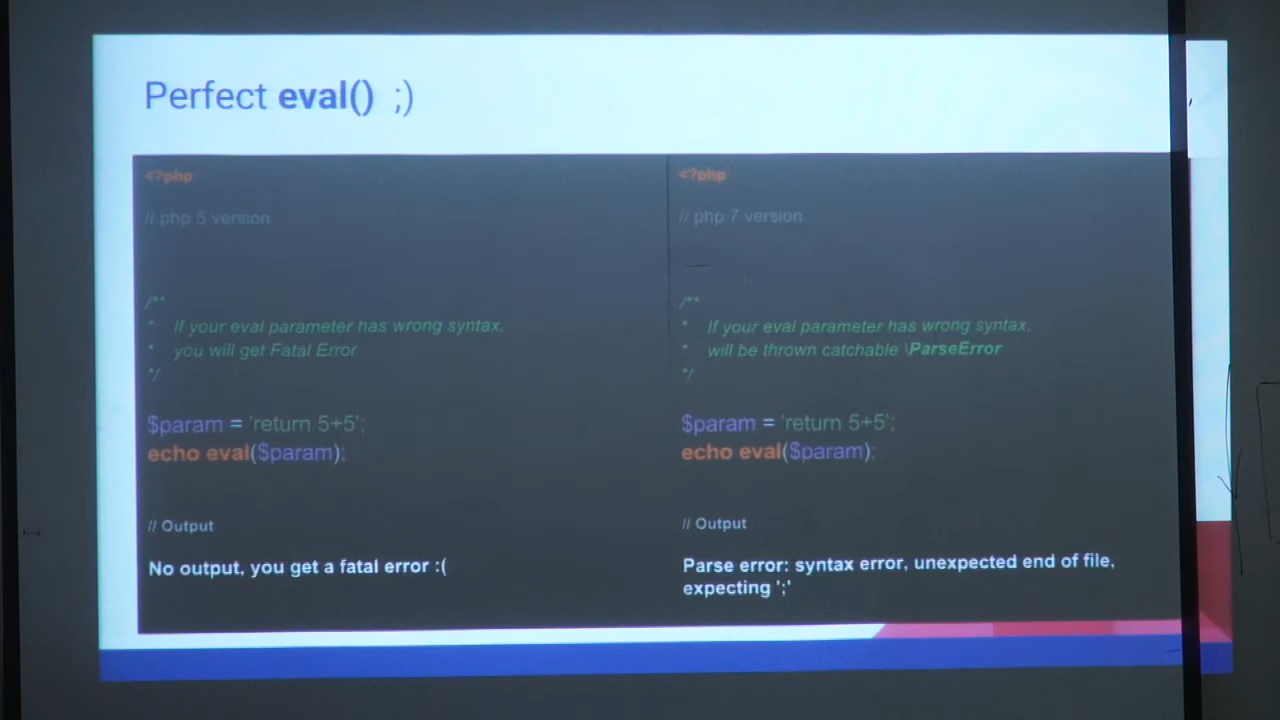 Perfect eval() ;)
<?php
// php 5 version
/**
* If your eval parameter has wrong syntax,
* you will get Fatal Error
*/
$param = 'return 5+5';
echo eval($param);
// Output
No output, you get a fatal error :(
<?php
// php 7 version
/**
* If your eval parameter has wrong syntax,
* will be thrown catchable \ParseError
*/
$param = 'return 5+5';
echo eval($param);
// Output
Parse error: syntax error, unexpected end of file,
expecting ';'